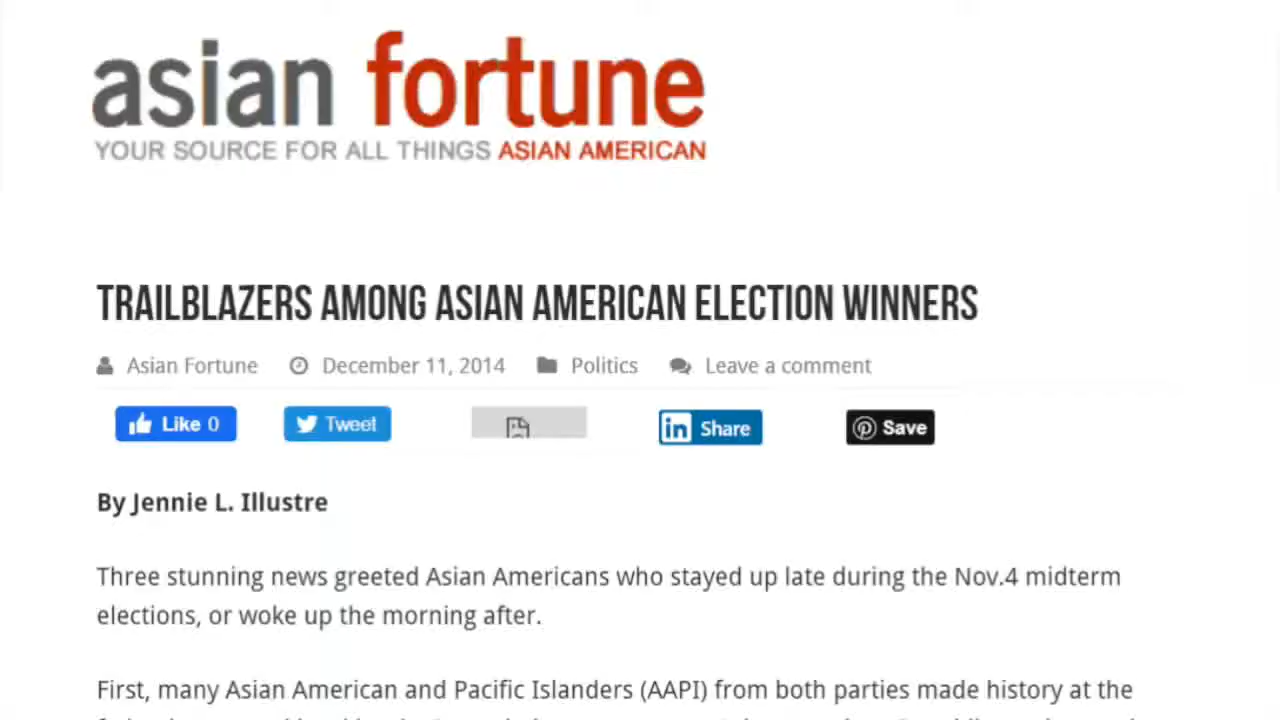 asian fortune
YOUR SOURCE FOR ALL THINGS ASIAN AMERICAN
TRAILBLAZERS AMONG ASIAN AMERICAN ELECTION WINNERS
Asian Fortune December 11, 2014 Politics Leave a comment
Like 0 Tweet Share Save
By Jennie L. Illustre
Three stunning news greeted Asian Americans who stayed up late during the Nov.4 midterm
elections, or woke up the morning after.
First, many Asian American and Pacific Islanders (AAPI) from both parties made history at the